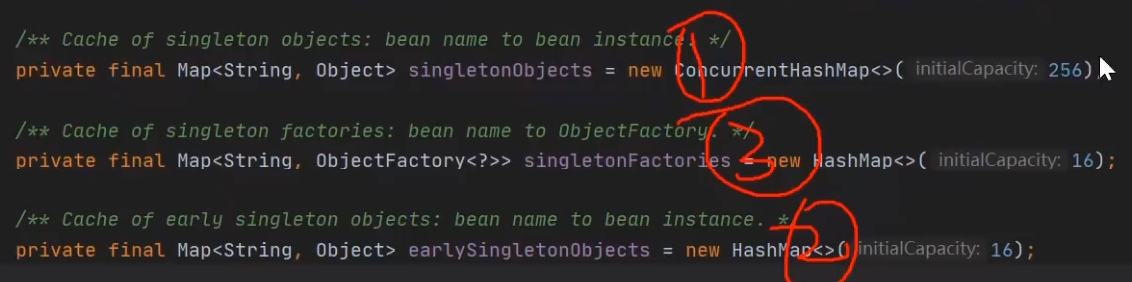 /** Cache of singleton objects: bean name to bean instance. */
1
private final Map<String, Object> singletonObjects = new ConcurrentHashMap<>( initialCapacity: 256)
/** Cache of singleton factories: bean name to ObjectFactory. */
3
private final Map<String, ObjectFactory<?>> singletonFactories = new HashMap<>( initialCapacity: 16);
/** Cache of early singleton objects: bean name to bean instance. *
2
private final Map<String, Object> earlySingletonObjects = new HashMap<>( initialCapacity: 16);